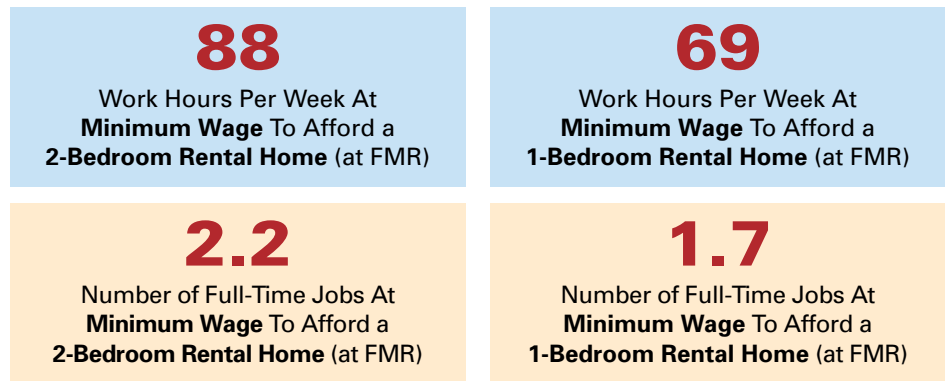 88
Work Hours Per Week At
Minimum Wage To Afford a
2-Bedroom Rental Home (at FMR)
69
Work Hours Per Week At
Minimum Wage To Afford a
1-Bedroom Rental Home (at FMR)
2.2
Number of Full-Time Jobs At
Minimum Wage To Afford a
2-Bedroom Rental Home (at FMR)
1.7
Number of Full-Time Jobs At
Minimum Wage To Afford a
1-Bedroom Rental Home (at FMR)